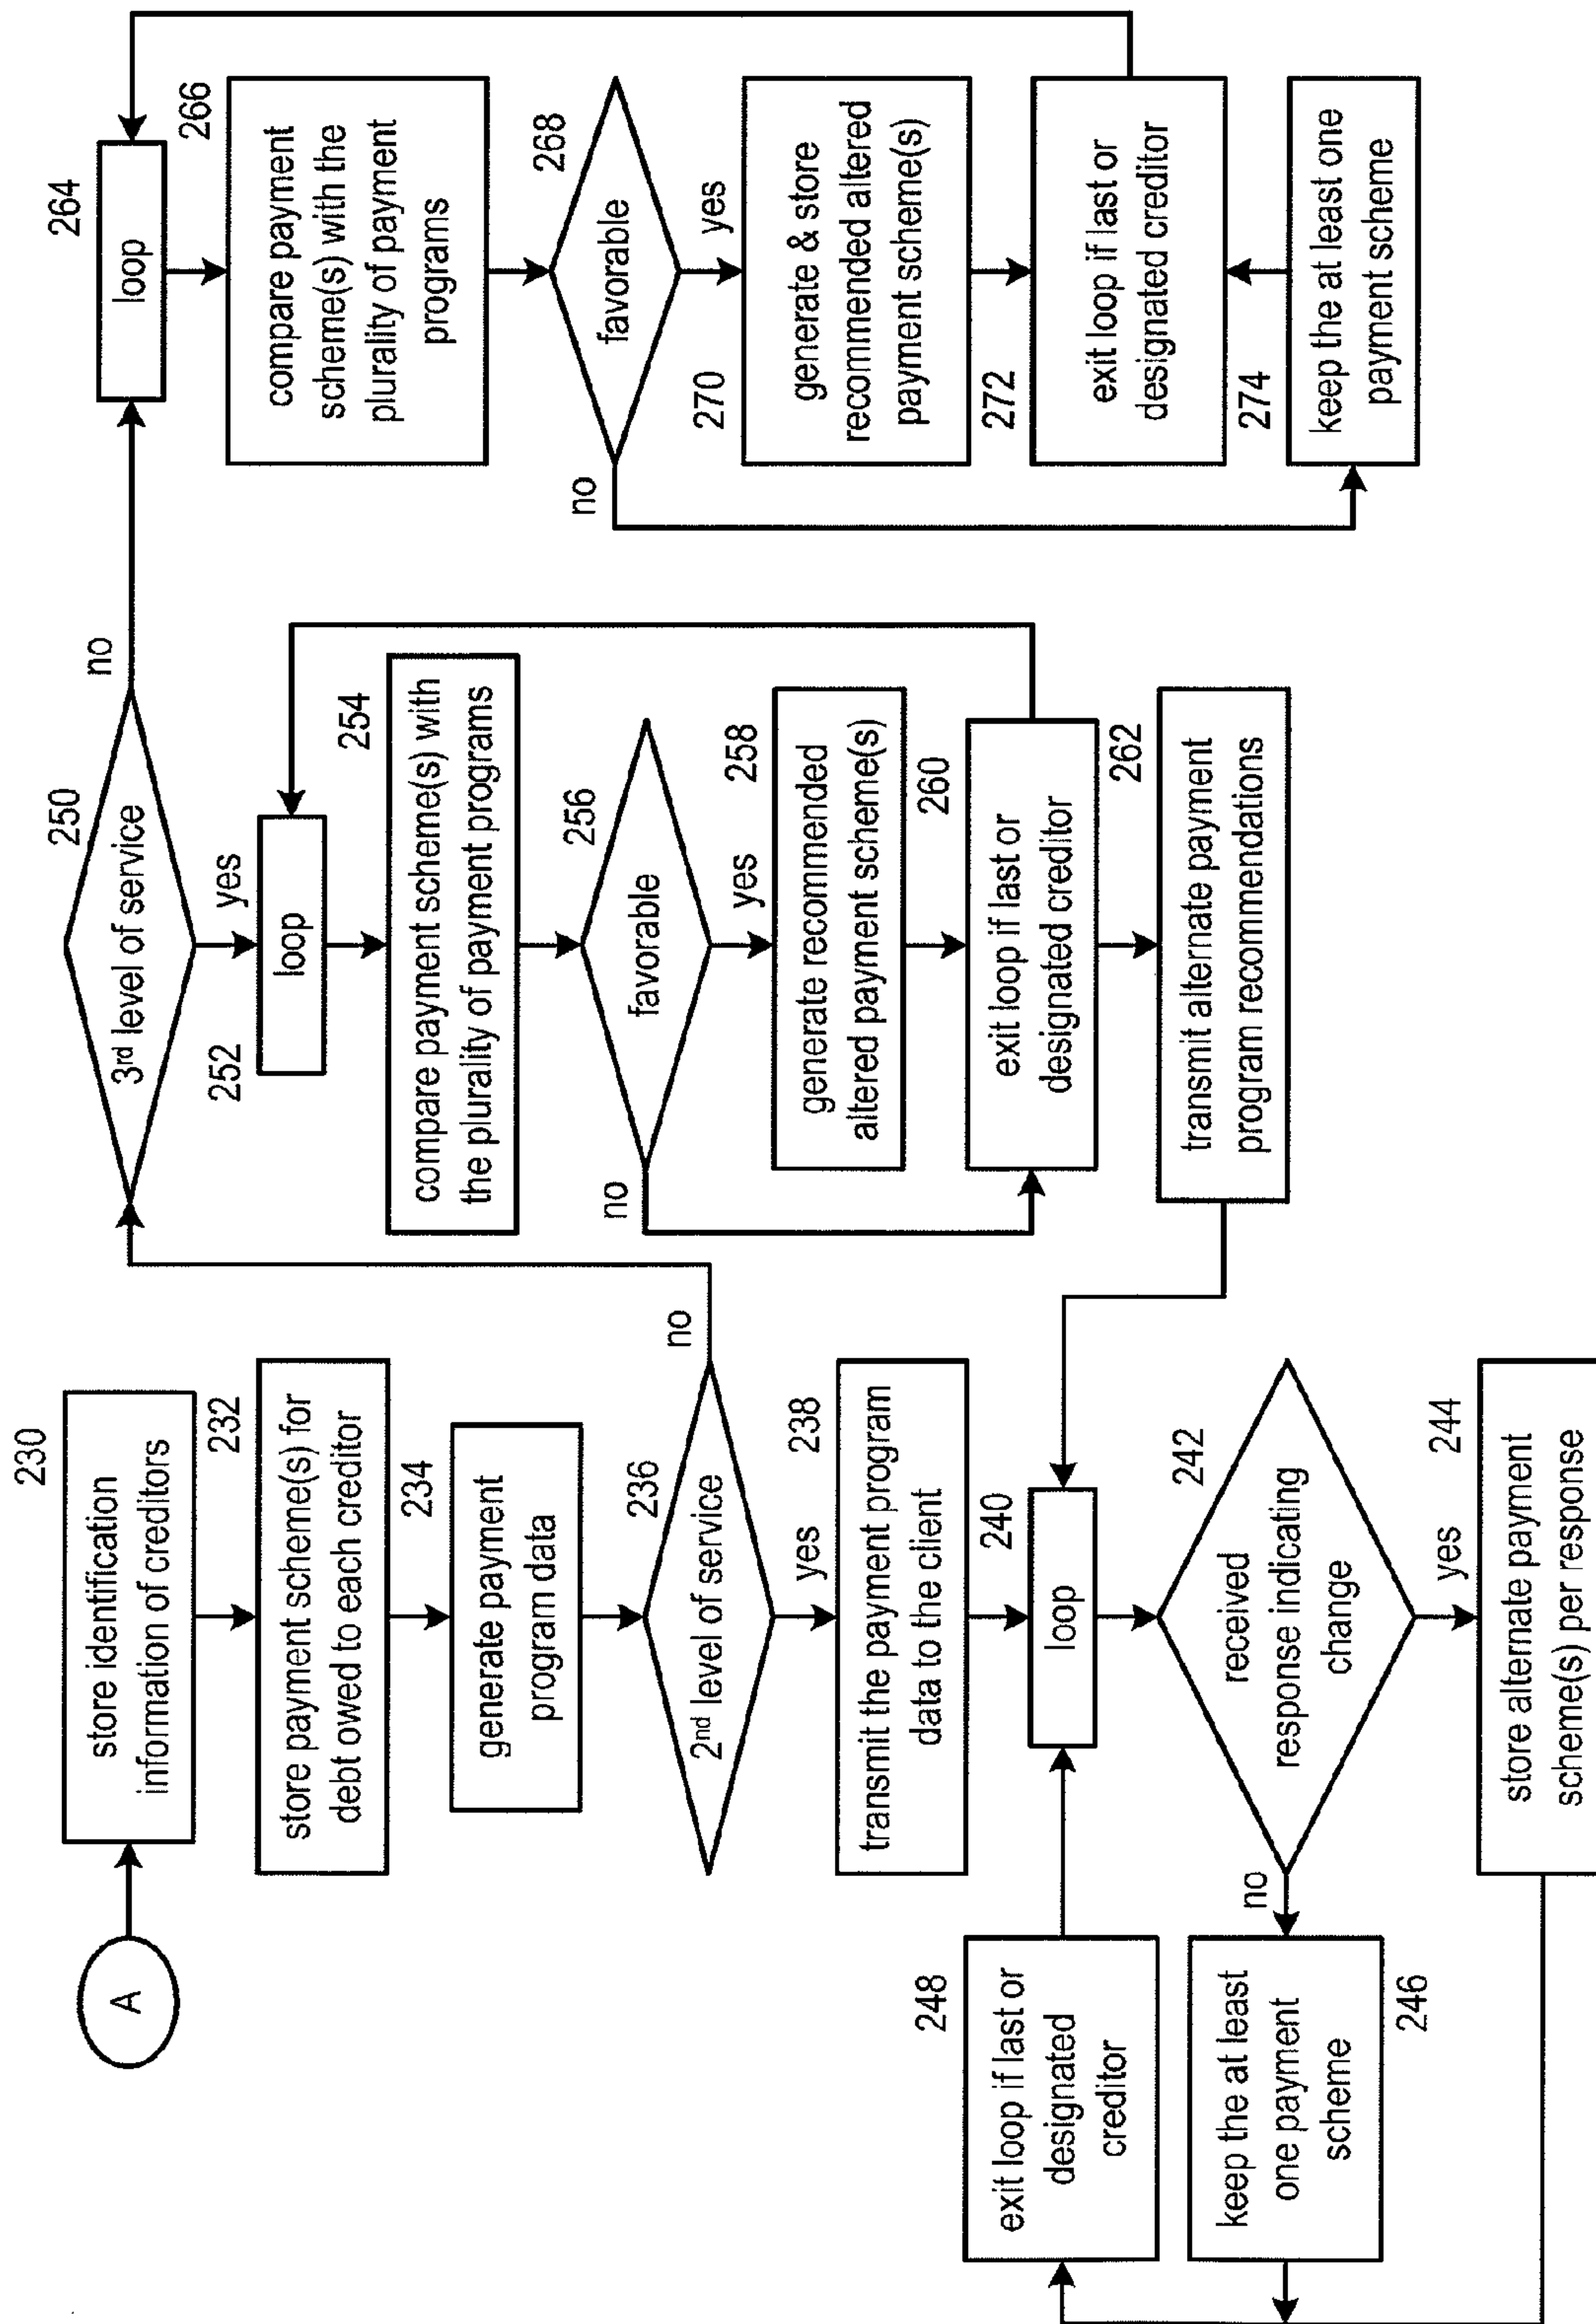 A
230
store identification
information of creditors
232
store payment scheme(s) for
debt owed to each creditor
234
generate payment
program data
236
2nd level of service
no
yes
238
transmit the payment program
data to the client
240
loop
242
received
response indicating
change
no
yes
244
store alternate payment
scheme(s) per response
246
keep the at least
one payment
scheme
248
exit loop if last or
designated
creditor
250
3rd level of service
no
yes
252
loop
254
compare payment scheme(s) with
the plurality of payment programs
256
favorable
no
yes
258
generate recommended
altered payment scheme(s)
260
exit loop if last or
designated creditor
262
transmit alternate payment
program recommendations
264
loop
266
compare payment
scheme(s) with the
plurality of payment
programs
268
favorable
no
yes
270
generate & store
recommended altered
payment scheme(s)
272
exit loop if last or
designated creditor
274
keep the at least one
payment scheme